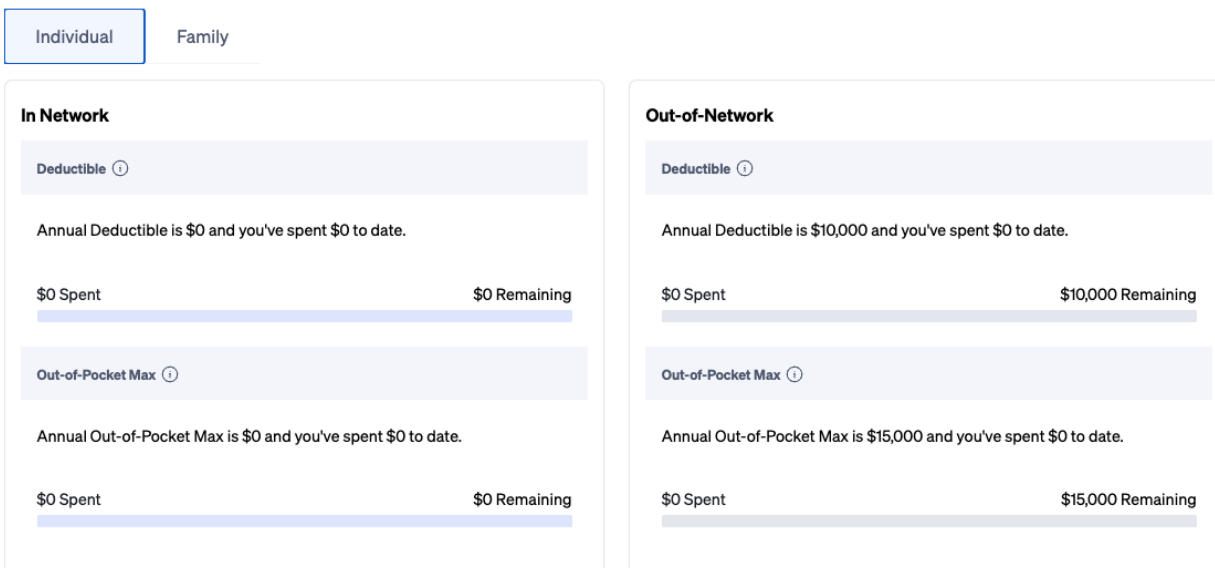 Individual
Family
In Network
Deductible
Annual Deductible is $0 and you've spent $0 to date.
$0 Spent
$0 Remaining
Out-of-Pocket Max
Annual Out-of-Pocket Max is $0 and you've spent $0 to date.
$0 Spent
$0 Remaining
Out-of-Network
Deductible
Annual Deductible is $10,000 and you've spent $0 to date.
$0 Spent
$10,000 Remaining
Out-of-Pocket Max
Annual Out-of-Pocket Max is $15,000 and you've spent $0 to date.
$0 Spent
$15,000 Remaining